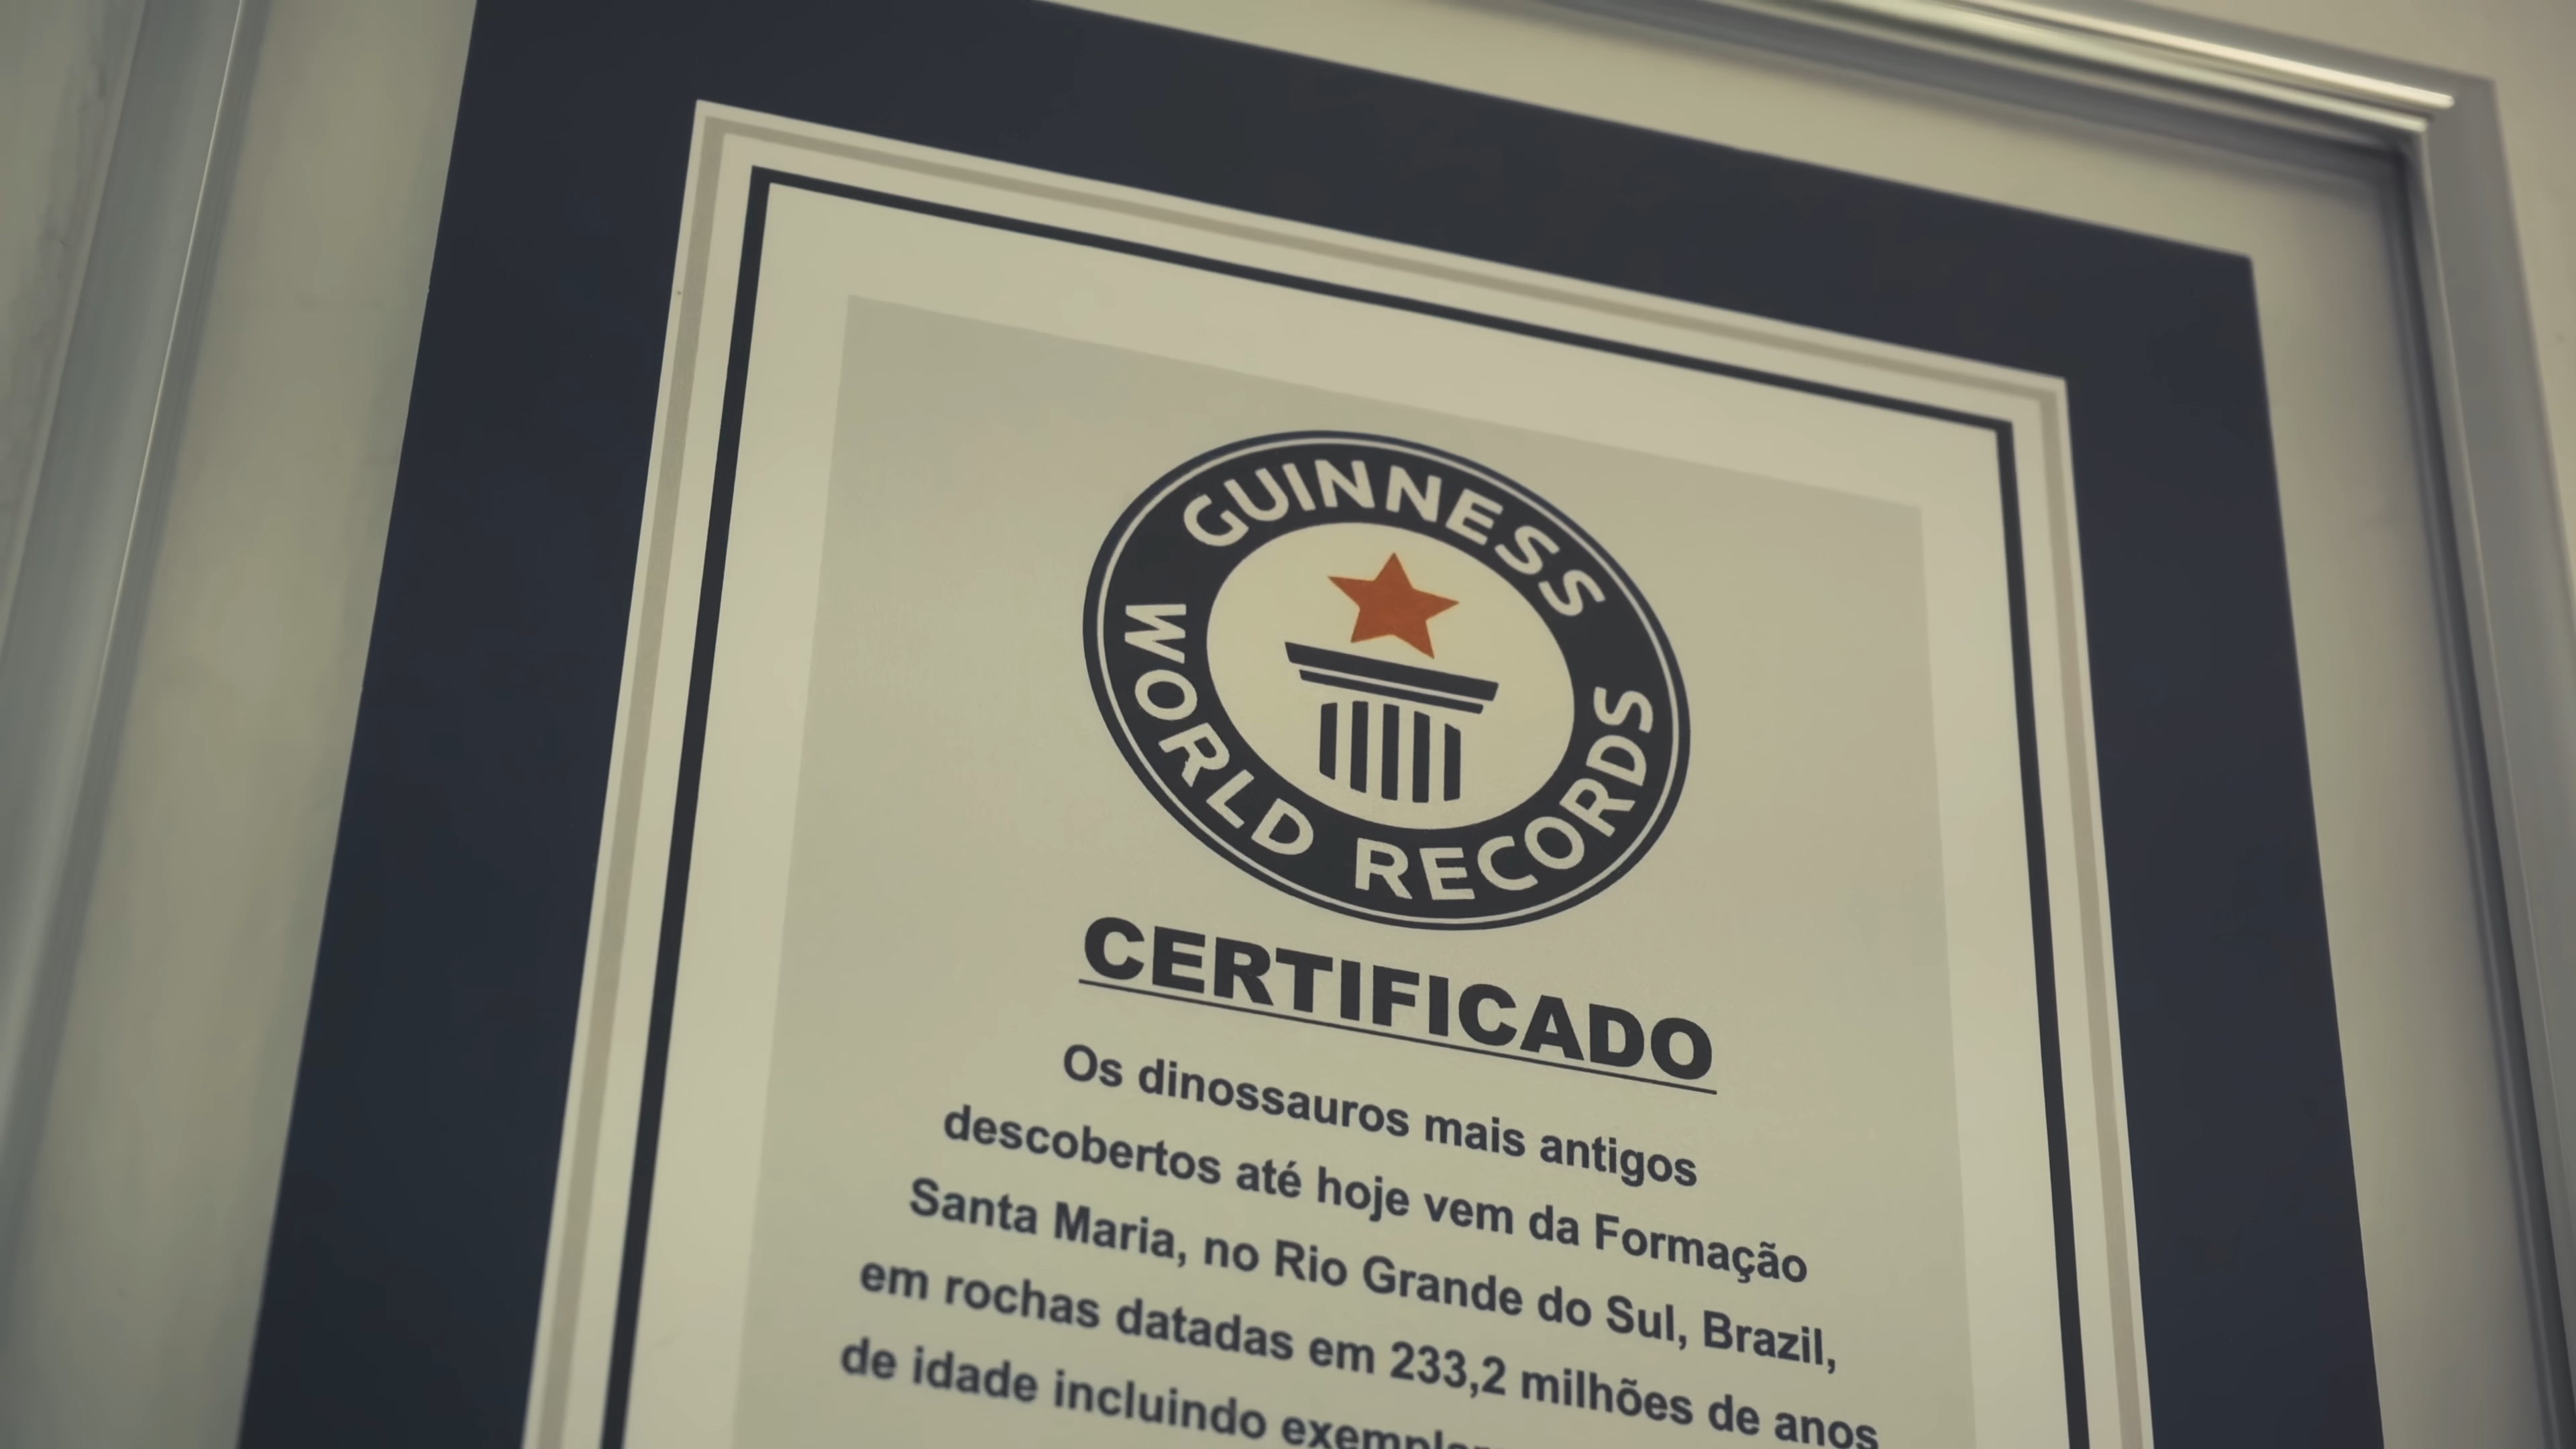 GUINNESS
WORLD RECORDS
CERTIFICADO
Os dinossauros mais antigos
descobertos até hoje vem da Formação
Santa Maria, no Rio Grande do Sul, Brazil,
em rochas datadas em 233,2 milhões de anos
de idade incluindo